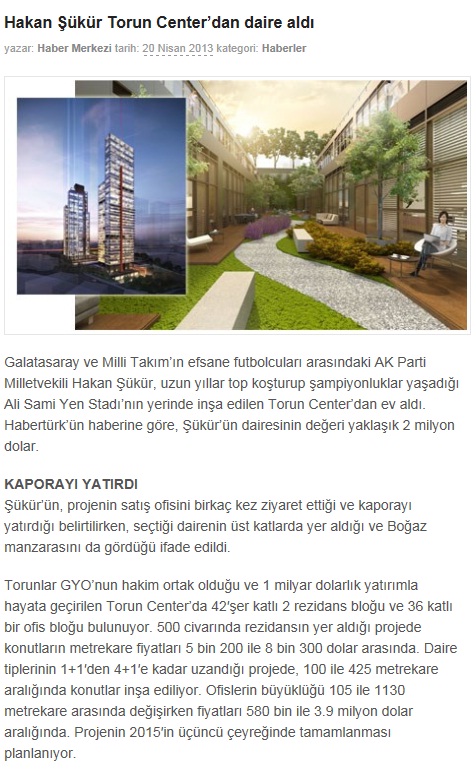 Hakan Şükür Torun Center’dan daire aldı
yazar: Haber Merkezi tarih: 20 Nisan 2013 kategori: Haberler
Galatasaray ve Milli Takım’ın efsane futbolcuları arasındaki AK Parti
Milletvekili Hakan Şükür, uzun yıllar top koşturup şampiyonluklar yaşadığı
Ali Sami Yen Stadı’nın yerinde inşa edilen Torun Center’dan ev aldı.
Habertürk’ün haberine göre, Şükür’ün dairesinin değeri yaklaşık 2 milyon
dolar.
KAPORAYI YATIRDI
Şükür’ün, projenin satış ofisini birkaç kez ziyaret ettiği ve kaporayı
yatırdığı belirtilirken, seçtiği dairenin üst katlarda yer aldığı ve Boğaz
manzarasını da gördüğü ifade edildi.
Torunlar GYO’nun hakim ortak olduğu ve 1 milyar dolarlık yatırımla
hayata geçirilen Torun Center’da 42′şer katlı 2 rezidans bloğu ve 36 katlı
bir ofis bloğu bulunuyor. 500 civarında rezidansın yer aldığı projede
konutların metrekare fiyatları 5 bin 200 ile 8 bin 300 dolar arasında. Daire
tiplerinin 1+1′den 4+1′e kadar uzandığı projede, 100 ile 425 metrekare
aralığında konutlar inşa ediliyor. Ofislerin büyüklüğü 105 ile 1130
metrekare arasında değişirken fiyatları 580 bin ile 3.9 milyon dolar
aralığında. Projenin 2015′in üçüncü çeyreğinde tamamlanması
planlanıyor.